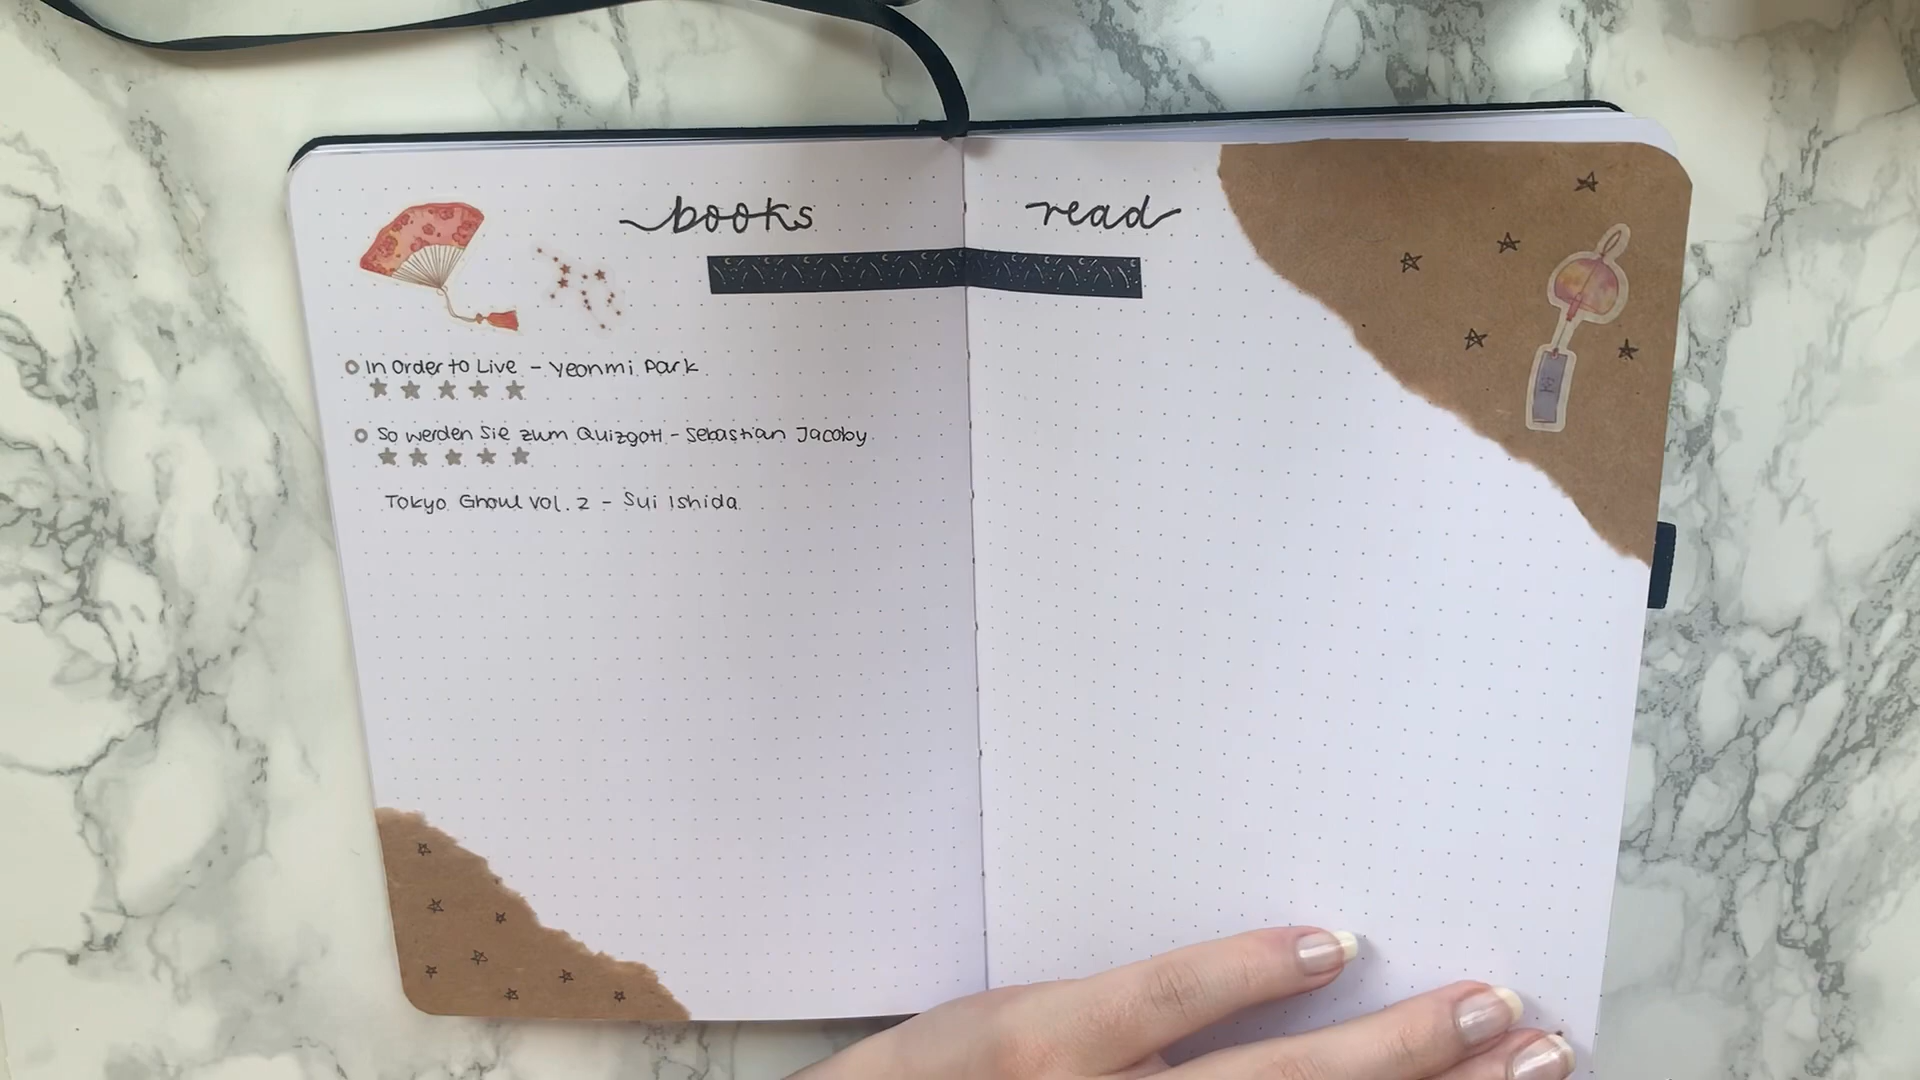 books read
In Order to Live - Yeonmi Park
So werden Sie zum Quizgott - Sebastian Jacoby
Tokyo Ghoul Vol. 2 - Sui Ishida